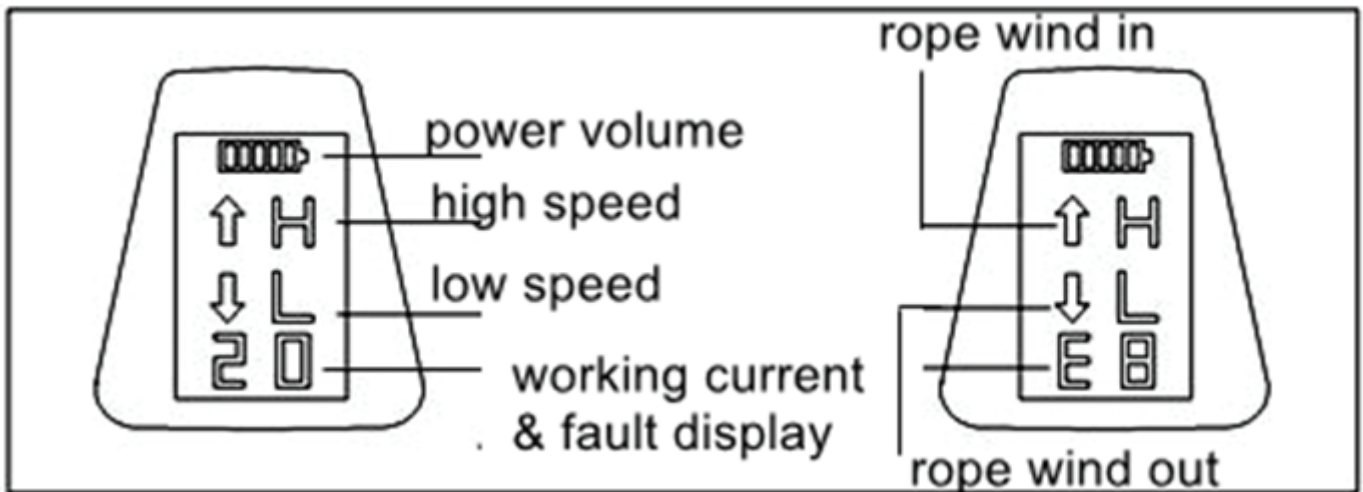 rope wind in
power volume
high speed
H H
low speed
L L
20
E8
working current
& fault display
rope wind out